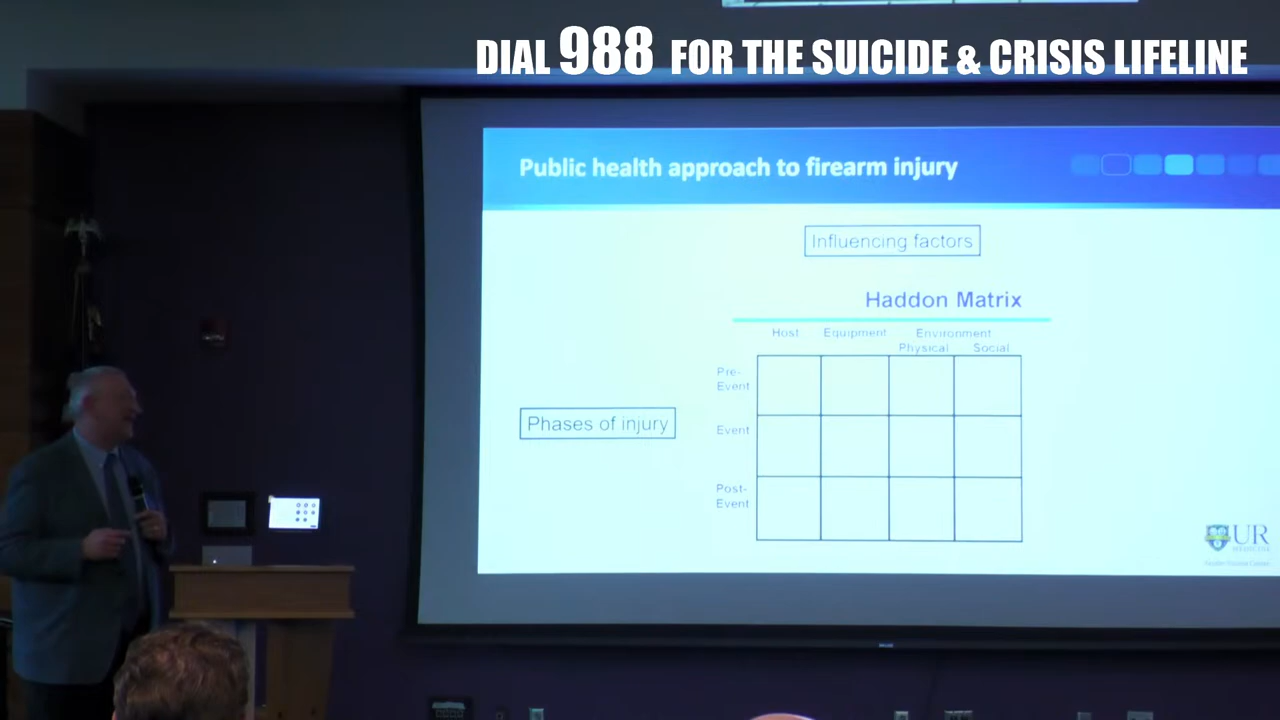 DIAL 988 FOR THE SUICIDE & CRISIS LIFELINE
Public health approach to firearm injury
Influencing factors
Haddon Matrix
Host Equipment Environment
Physical Social
Pre-
Event
Phases of injury
Event
Post-
Event
UR
MEDICINE